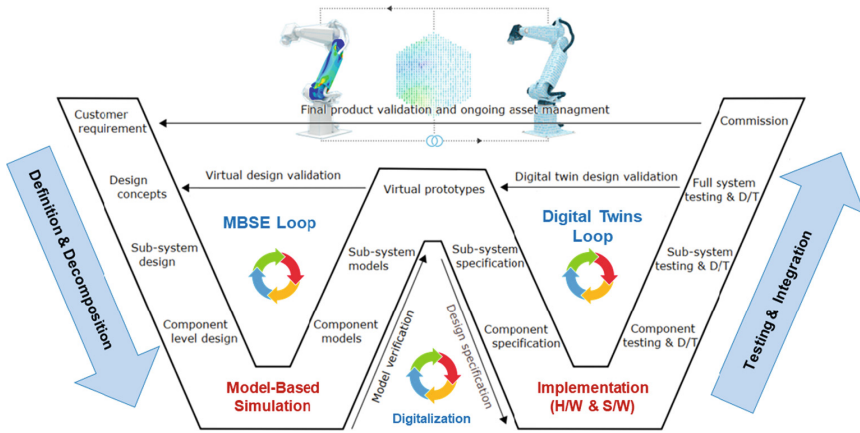 Final product validation and ongoing asset managment
Customer
requirement
Commission
Definition & Decomposition
Design
concepts
Virtual design validation
Virtual prototypes
Digital twin design validation
Full system
testing & D/T
MBSE Loop
Digital Twins
Loop
Sub-system
design
Sub-system
models
Sub-system
specification
Sub-system
testing & D/T
Component
level design
Component
models
Model verification
Design specification
Component
specification
Component
testing & D/T
Testing & Integration
Model-Based
Simulation
Digitalization
Implementation
(H/W & S/W)